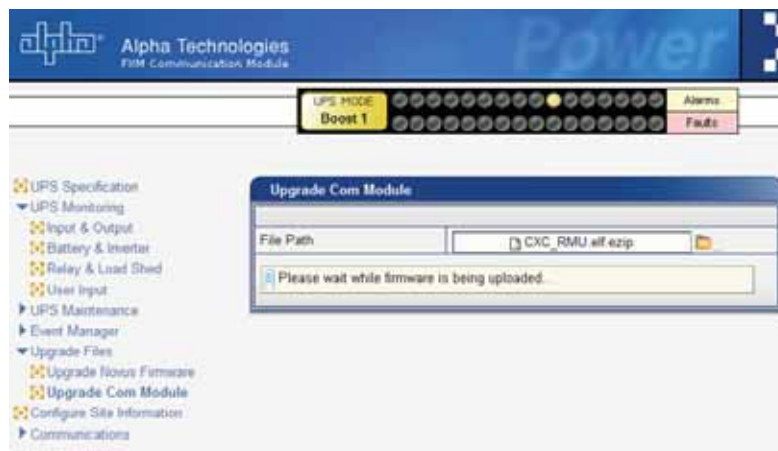 alpha
Alpha Technologies
FXM Communication Module
Power
UPS MODE
Boost 1
Alarms
Faults
UPS Specification
UPS Monitoring
Input & Output
Battery & Inverter
Relay & Load Shed
User Input
UPS Maintenance
Event Manager
Upgrade Files
Upgrade Novus Firmware
Upgrade Com Module
Configure Site Information
Communications
Upgrade Com Module
File Path
CXC_RMU.elf.ezip
Please wait while firmware is being uploaded.